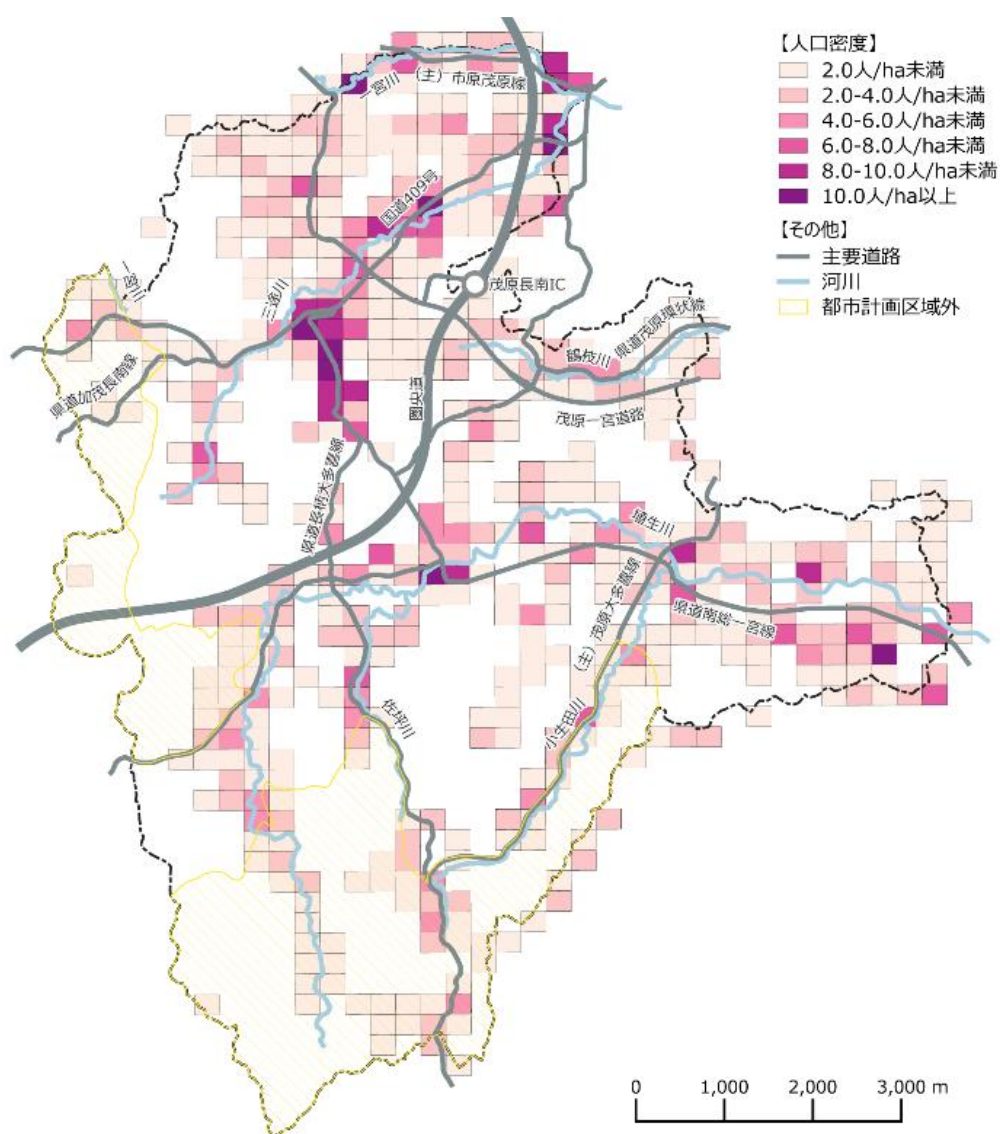 【人口密度】
2.0人/ha未満
2.0-4.0人/ha未満
4.0-6.0人/ha未満
6.0-8.0人/ha未満
8.0-10.0人/ha未満
10.0人/ha以上
【その他】
主要道路
河川
都市計画区域外
一宮川
(主)市原茂原線
国道409号
一宮川
三途川
茂原長南IC
県道茂原環状線
鶴枝川
県道加茂長南線
圏央道
茂原一宮道路
県道長柄大多喜線
埴生川
(主)茂原大多喜線
県道南総一宮線
佐坪川
小生田川
0 1,000 2,000 3,000 m